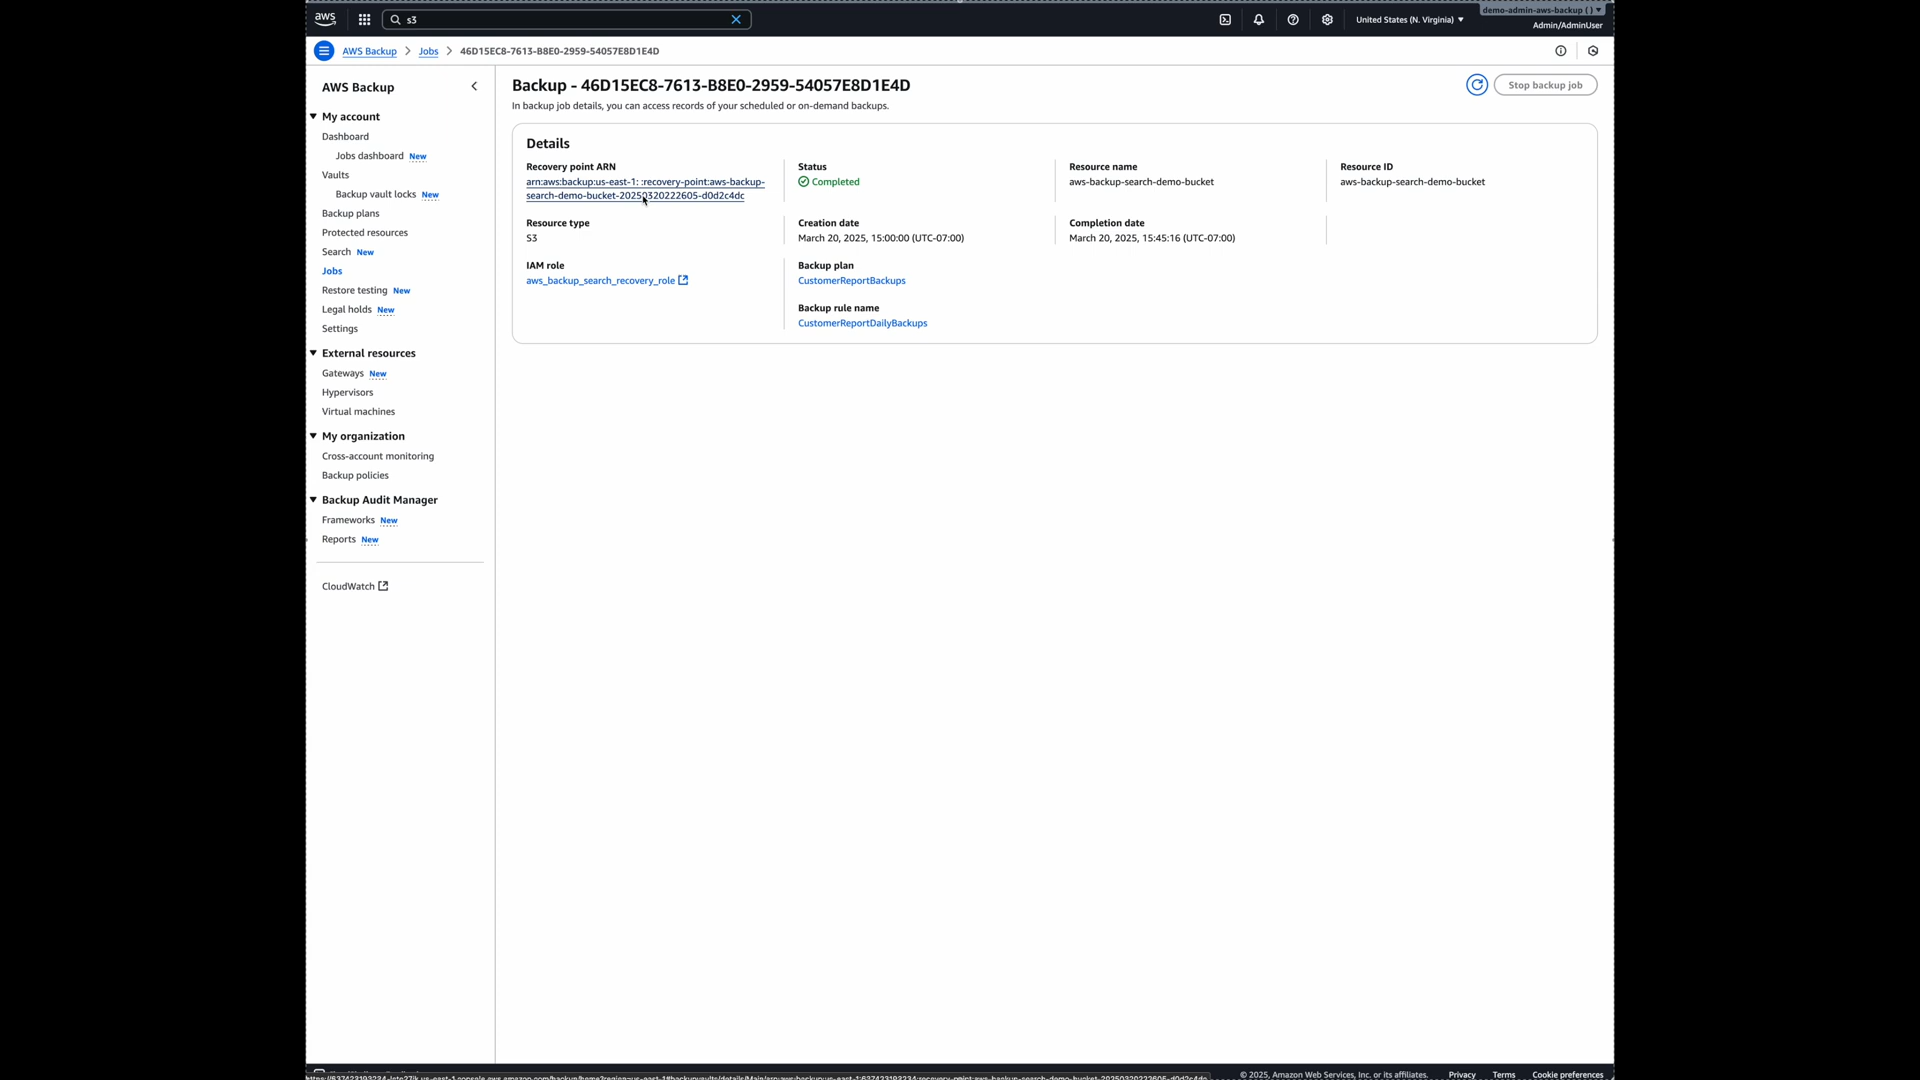 aws
s3
United States (N. Virginia)
demo-admin-aws-backup ( )
Admin/AdminUser
AWS Backup
Jobs
46D15EC8-7613-B8E0-2959-54057E8D1E4D
AWS Backup
My account
Dashboard
Jobs dashboard New
Vaults
Backup vault locks New
Backup plans
Protected resources
Search New
Jobs
Restore testing New
Legal holds New
Settings
External resources
Gateways New
Hypervisors
Virtual machines
My organization
Cross-account monitoring
Backup policies
Backup Audit Manager
Frameworks New
Reports New
CloudWatch
Backup - 46D15EC8-7613-B8E0-2959-54057E8D1E4D
Stop backup job
In backup job details, you can access records of your scheduled or on-demand backups.
Details
Recovery point ARN
arn:aws:backup:us-east-1: :recovery-point:aws-backup-
search-demo-bucket-20250320222605-d0d2c4dc
Status
Completed
Resource name
aws-backup-search-demo-bucket
Resource ID
aws-backup-search-demo-bucket
Resource type
S3
Creation date
March 20, 2025, 15:00:00 (UTC-07:00)
Completion date
March 20, 2025, 15:45:16 (UTC-07:00)
IAM role
aws_backup_search_recovery_role
Backup plan
CustomerReportBackups
Backup rule name
CustomerReportDailyBackups
© 2025, Amazon Web Services, Inc. or its affiliates.
Privacy
Terms
Cookie preferences